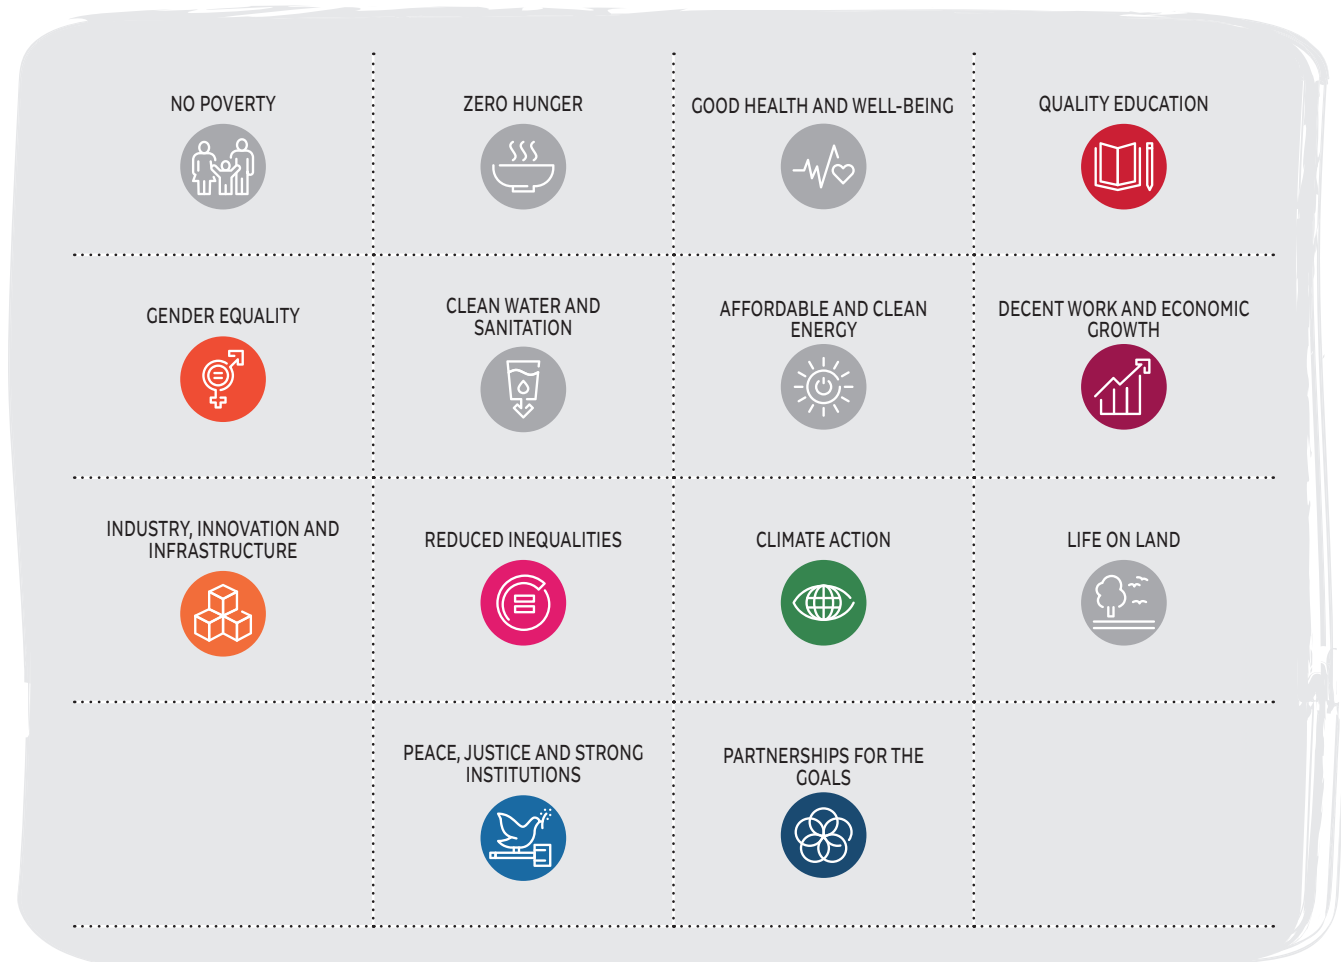 NO POVERTY
ZERO HUNGER
GOOD HEALTH AND WELL-BEING
QUALITY EDUCATION
GENDER EQUALITY
CLEAN WATER AND
SANITATION
AFFORDABLE AND CLEAN
ENERGY
DECENT WORK AND ECONOMIC
GROWTH
INDUSTRY, INNOVATION AND
INFRASTRUCTURE
REDUCED INEQUALITIES
CLIMATE ACTION
LIFE ON LAND
PEACE, JUSTICE AND STRONG
INSTITUTIONS
PARTNERSHIPS FOR THE
GOALS